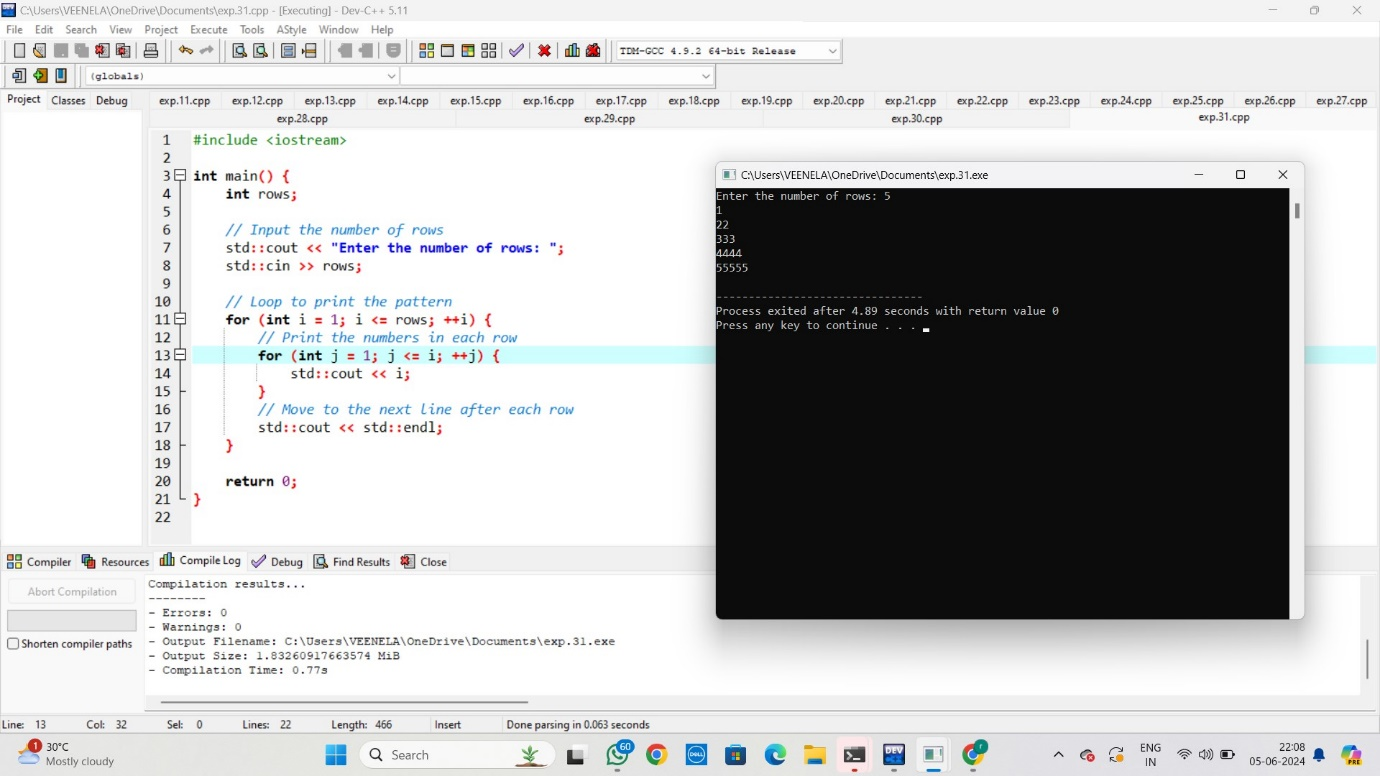 C:\Users\VEENELA\OneDrive\Documents\exp.31.cpp - [Executing] - Dev-C++ 5.11
File Edit Search View Project Execute Tools AStyle Window Help
TDM-GCC 4.9.2 64-bit Release
(globals)
Project Classes Debug
exp.11.cpp exp.12.cpp exp.13.cpp exp.14.cpp exp.15.cpp exp.16.cpp exp.17.cpp exp.18.cpp exp.19.cpp exp.20.cpp exp.21.cpp exp.22.cpp exp.23.cpp exp.24.cpp exp.25.cpp exp.26.cpp exp.27.cpp
exp.28.cpp exp.29.cpp exp.30.cpp exp.31.cpp
1 #include <iostream>
2
3 int main() {
4 int rows;
5
6 // Input the number of rows
7 std::cout << "Enter the number of rows: ";
8 std::cin >> rows;
9
10 // Loop to print the pattern
11 for (int i = 1; i <= rows; ++i) {
12 // Print the numbers in each row
13 for (int j = 1; j <= i; ++j) {
14 std::cout << i;
15 }
16 // Move to the next line after each row
17 std::cout << std::endl;
18 }
19
20 return 0;
21 }
22
C:\Users\VEENELA\OneDrive\Documents\exp.31.exe
Enter the number of rows: 5
1
22
333
4444
55555
--------------------------------
Process exited after 4.89 seconds with return value 0
Press any key to continue . . .
Compiler Resources Compile Log Debug Find Results Close
Abort Compilation
Shorten compiler paths
Compilation results...
--------
- Errors: 0
- Warnings: 0
- Output Filename: C:\Users\VEENELA\OneDrive\Documents\exp.31.exe
- Output Size: 1.83260917663574 MiB
- Compilation Time: 0.77s
Line: 13 Col: 32 Sel: 0 Lines: 22 Length: 466 Insert Done parsing in 0.063 seconds
1
30°C
Mostly cloudy
Search
60
DELL
DEV
ENG
IN
22:08
05-06-2024
PRE